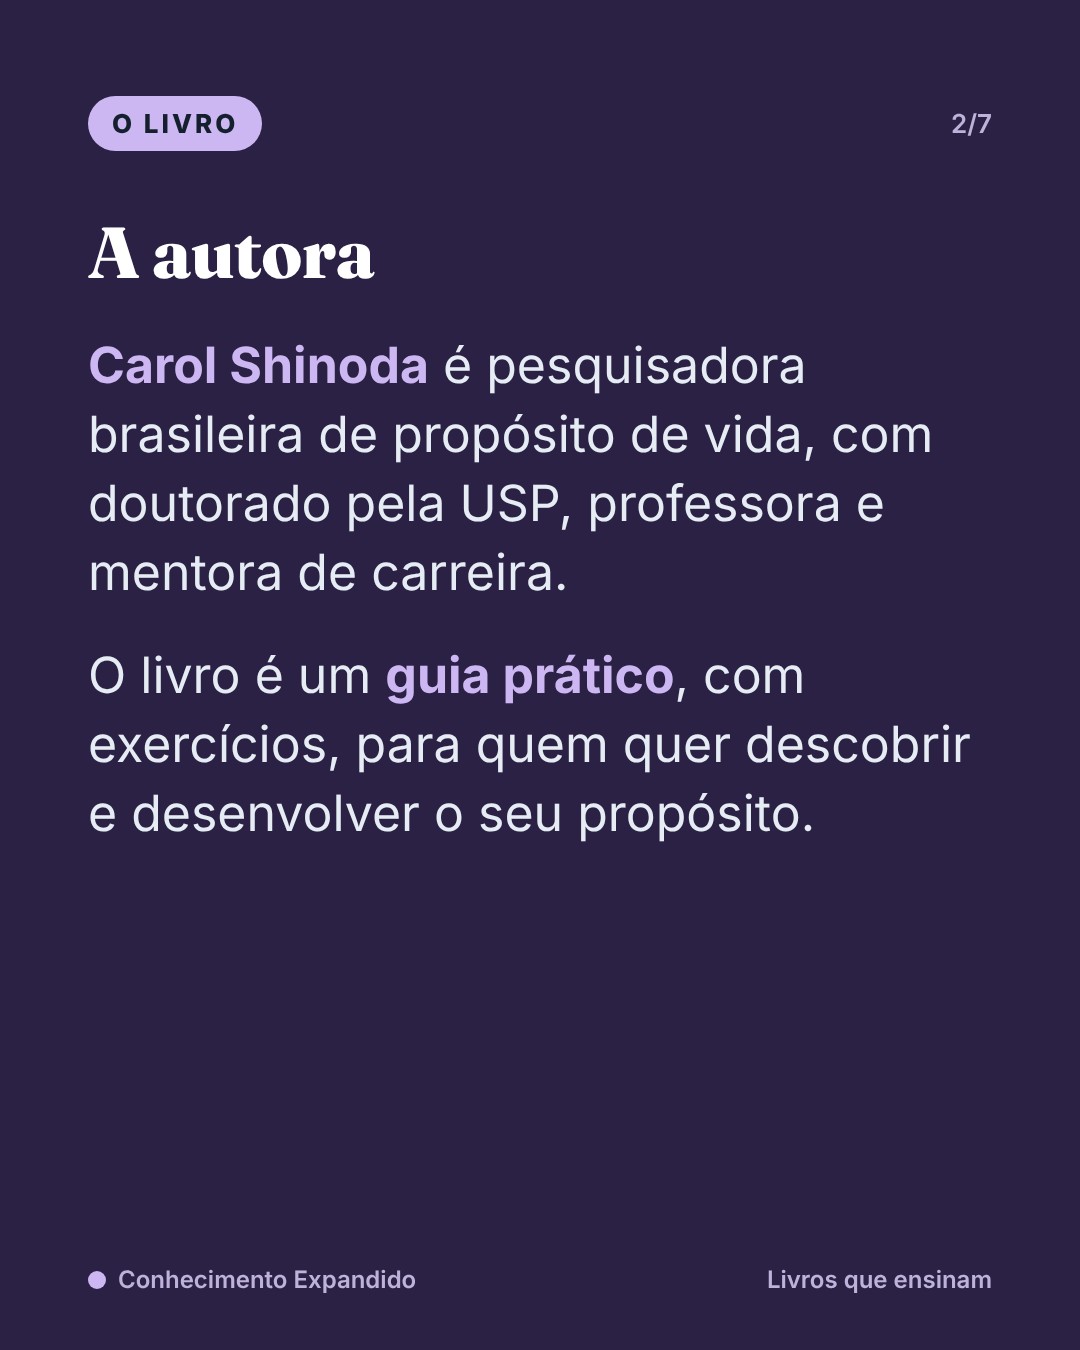 O LIVRO
2/7
A autora
Carol Shinoda é pesquisadora
brasileira de propósito de vida, com
doutorado pela USP, professora e
mentora de carreira.
O livro é um guia prático, com
exercícios, para quem quer descobrir
e desenvolver o seu propósito.
Conhecimento Expandido
Livros que ensinam